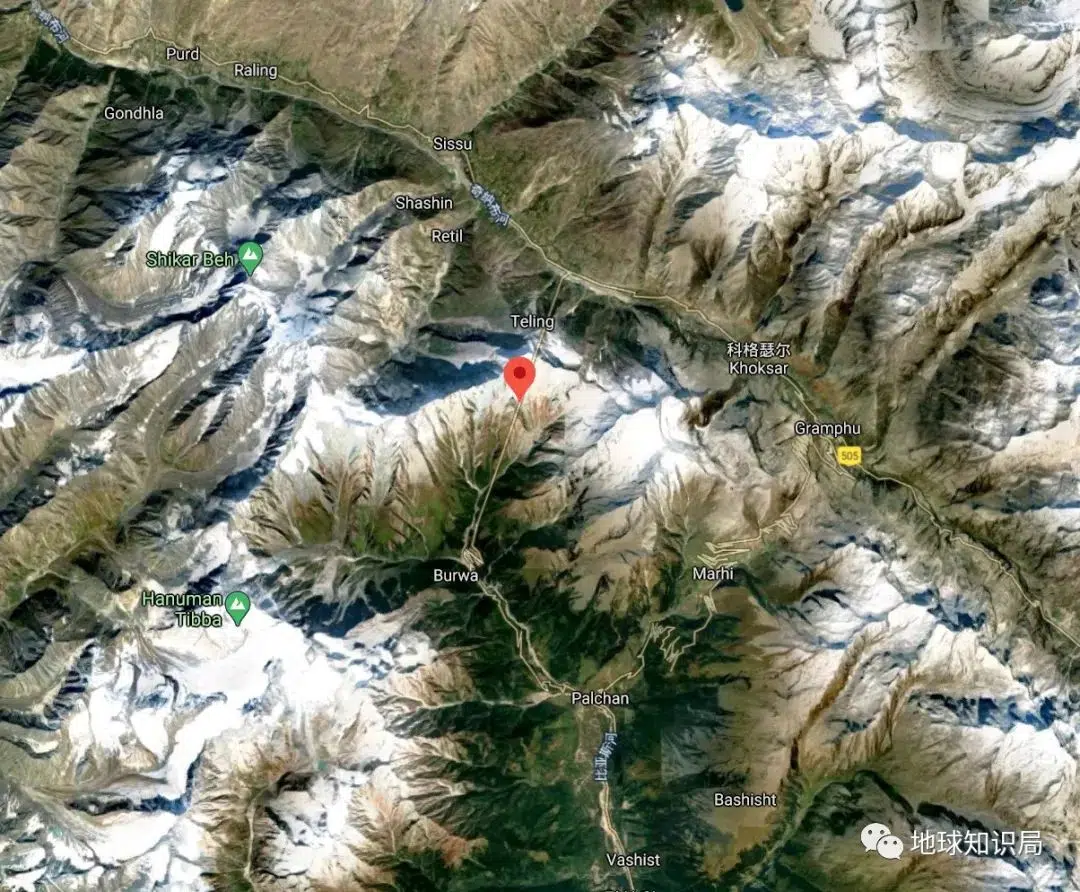 Purd
Raling
Gondhla
Sissu
Shashin
Retil
Shikar Beh
Teling
科格瑟尔
Khoksar
Gramphu
505
Burwa
Marhi
Hanuman
Tibba
Palchan
比亚斯河
Bashisht
Vashist
地球知识局